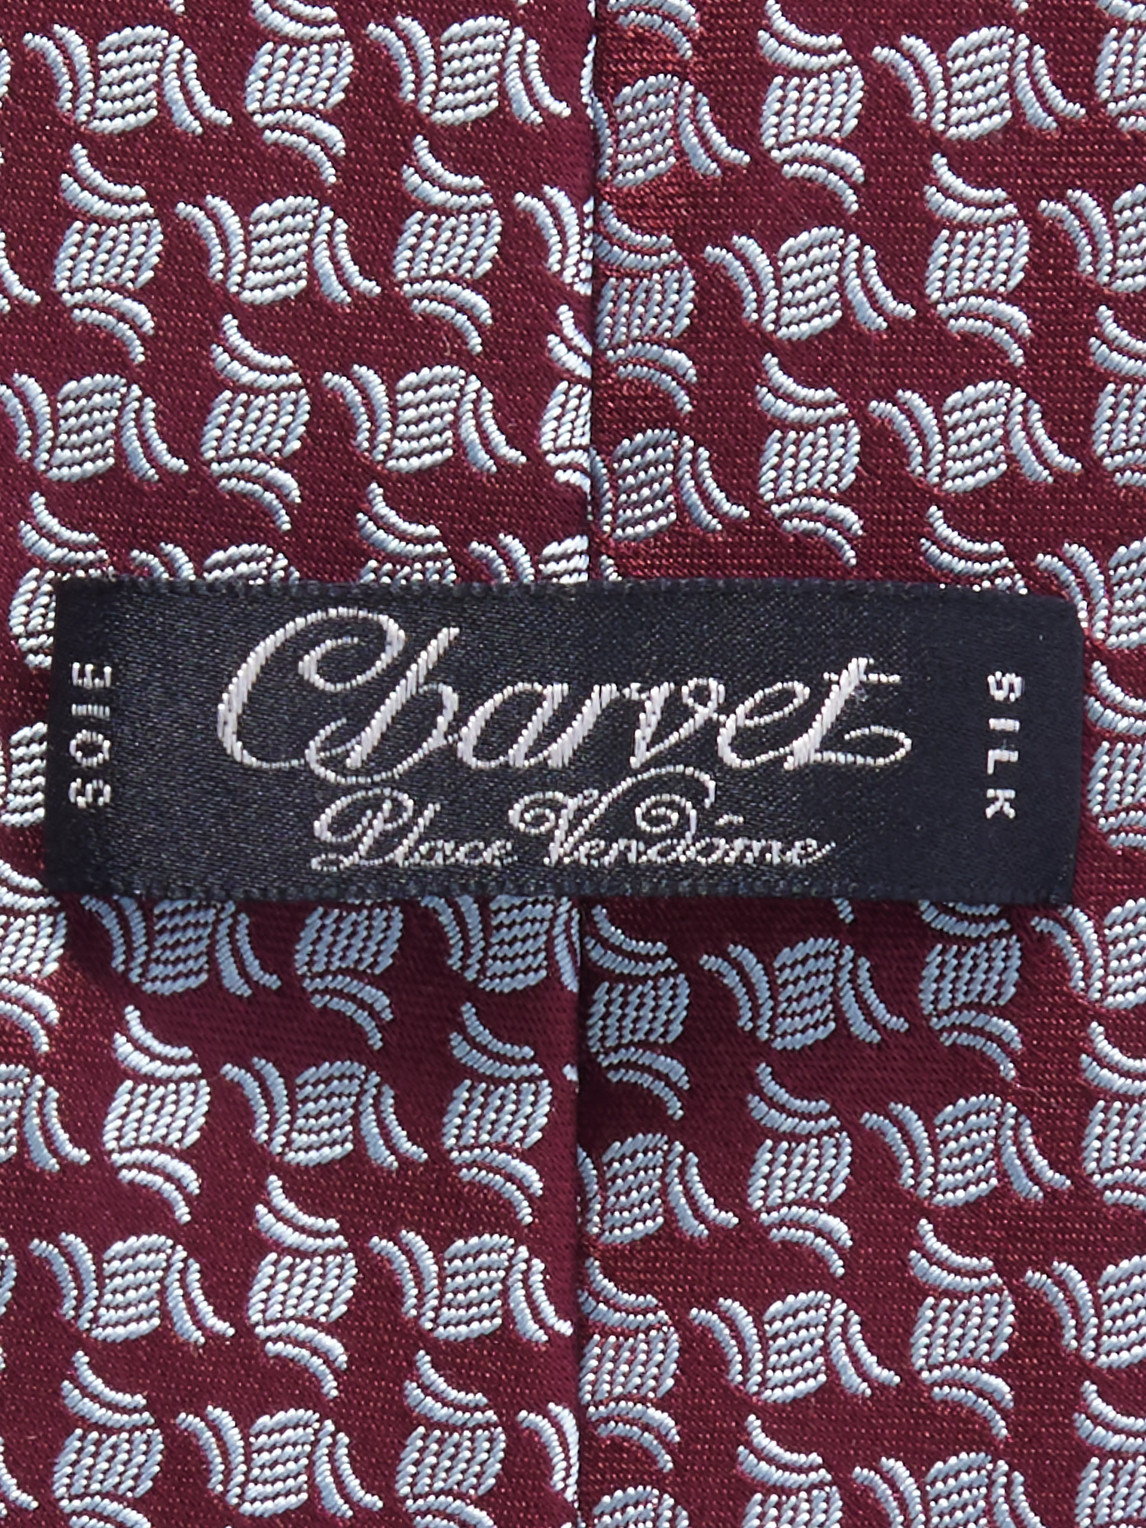 SOIE
Charvet
Place Vendôme
SILK